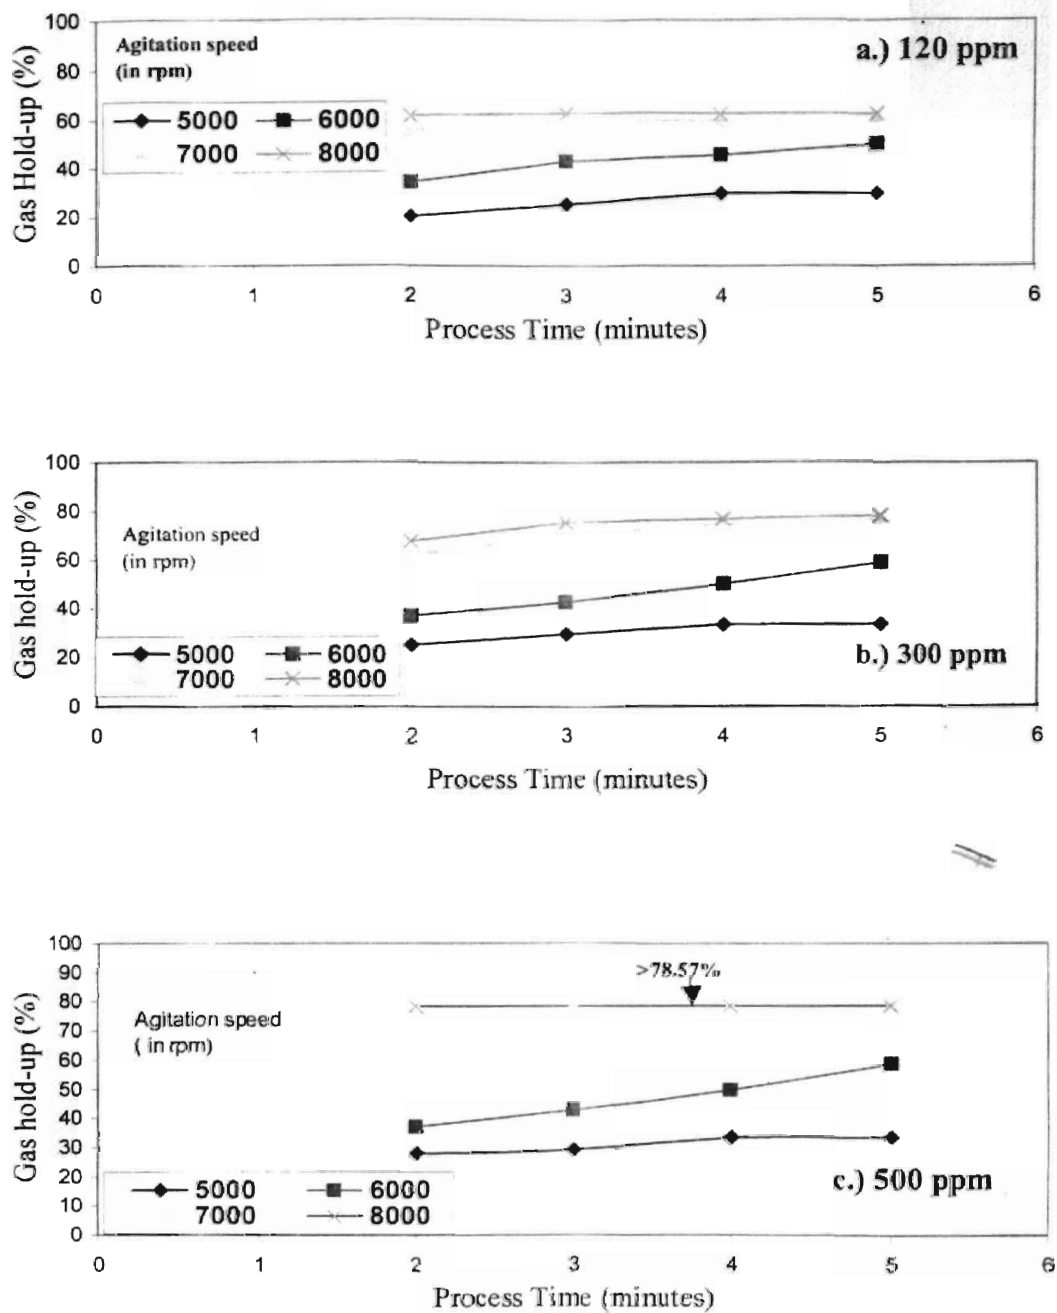 100
80
60
40
20
0
Gas Hold-up (%)
Agitation speed
(in rpm)
5000 6000
7000 8000
a.) 120 ppm
0 1 2 3 4 5 6
Process Time (minutes)
100
80
60
40
20
0
Gas hold-up (%)
Agitation speed
(in rpm)
5000 6000
7000 8000
b.) 300 ppm
0 1 2 3 4 5 6
Process Time (minutes)
100
90
80
70
60
50
40
30
20
10
0
Gas hold-up (%)
>78.57%
Agitation speed
( in rpm)
5000 6000
7000 8000
c.) 500 ppm
0 1 2 3 4 5 6
Process Time (minutes)